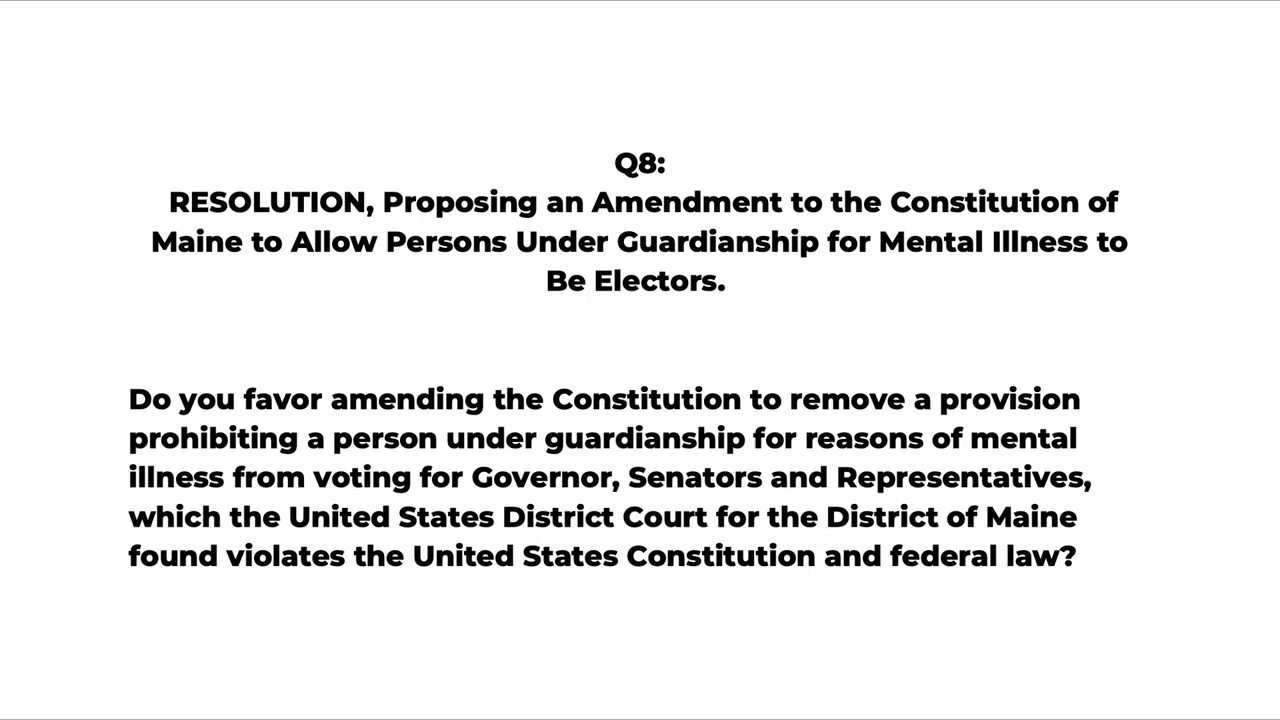 Q8:
RESOLUTION, Proposing an Amendment to the Constitution of
Maine to Allow Persons Under Guardianship for Mental Illness to
Be Electors.
Do you favor amending the Constitution to remove a provision
prohibiting a person under guardianship for reasons of mental
illness from voting for Governor, Senators and Representatives,
which the United States District Court for the District of Maine
found violates the United States Constitution and federal law?